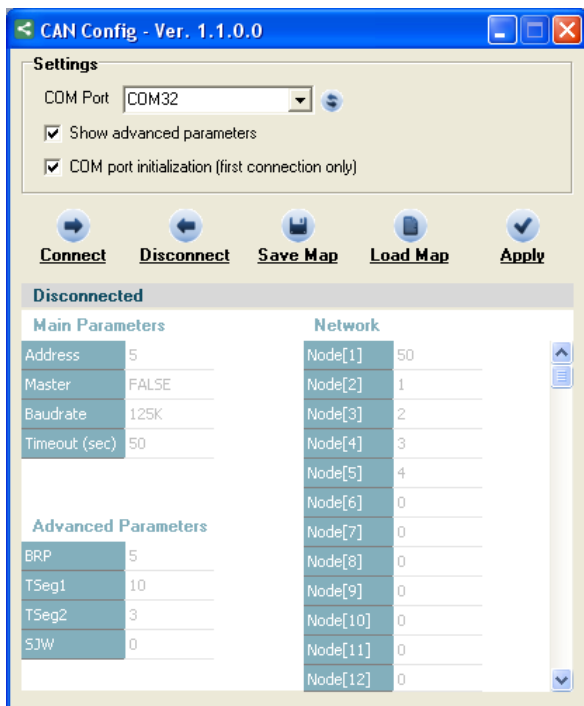 CAN Config - Ver. 1.1.0.0
Settings
COM Port COM32
Show advanced parameters
COM port initialization (first connection only)
Connect Disconnect Save Map Load Map Apply
Disconnected
Main Parameters
Address 5
Master FALSE
Baudrate 125K
Timeout (sec) 50
Advanced Parameters
BRP 5
TSeg1 10
TSeg2 3
SJW 0
Network
Node[1] 50
Node[2] 1
Node[3] 2
Node[4] 3
Node[5] 4
Node[6] 0
Node[7] 0
Node[8] 0
Node[9] 0
Node[10] 0
Node[11] 0
Node[12] 0